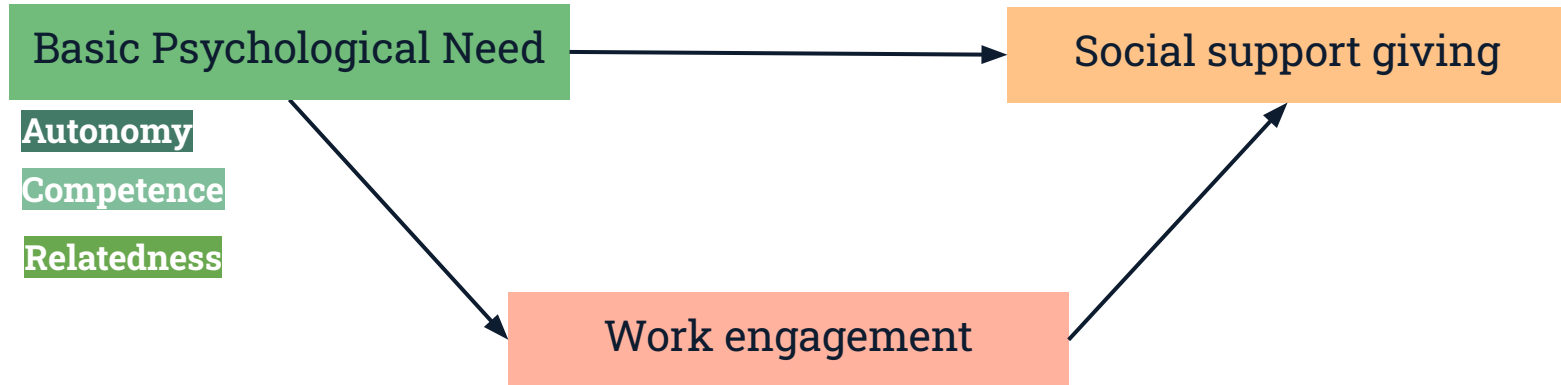 Basic Psychological Need
Social support giving
Autonomy
Competence
Relatedness
Work engagement